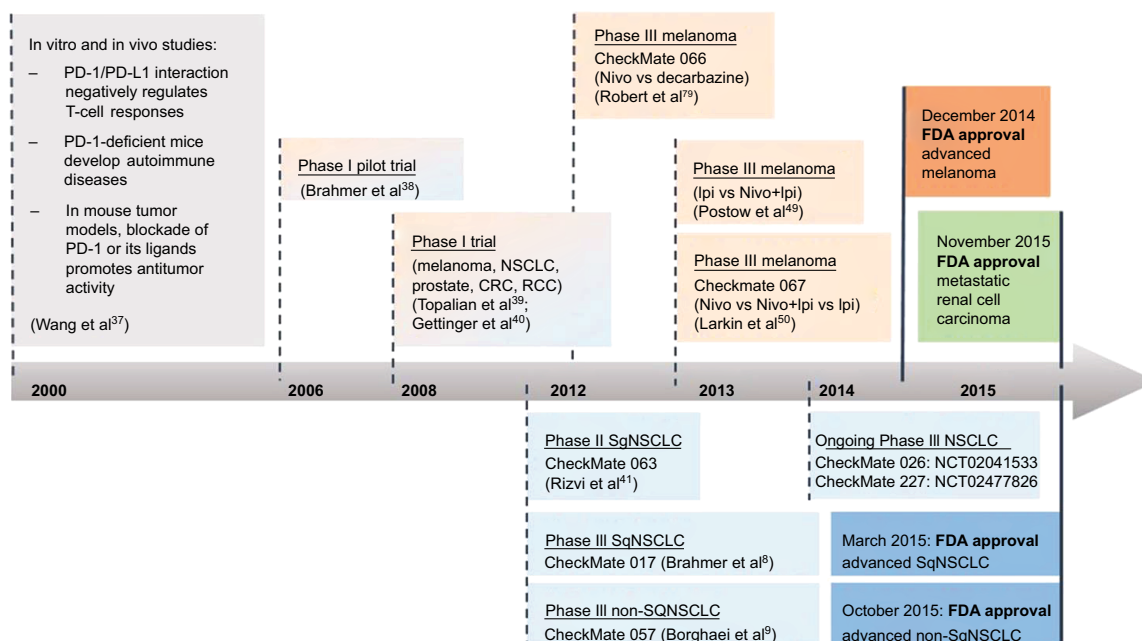 In vitro and in vivo studies:
– PD-1/PD-L1 interaction
negatively regulates
T-cell responses
– PD-1-deficient mice
develop autoimmune
diseases
– In mouse tumor
models, blockade of
PD-1 or its ligands
promotes antitumor
activity
(Wang et al37)
Phase I pilot trial
(Brahmer et al38)
Phase I trial
(melanoma, NSCLC,
prostate, CRC, RCC)
(Topalian et al39;
Gettinger et al40)
Phase III melanoma
CheckMate 066
(Nivo vs decarbazine)
(Robert et al79)
Phase III melanoma
(Ipi vs Nivo+Ipi)
(Postow et al49)
Phase III melanoma
Checkmate 067
(Nivo vs Nivo+Ipi vs Ipi)
(Larkin et al50)
December 2014
FDA approval
advanced
melanoma
November 2015
FDA approval
metastatic
renal cell
carcinoma
2000 2006 2008 2012 2013 2014 2015
Phase II SgNSCLC
CheckMate 063
(Rizvi et al41)
Ongoing Phase III NSCLC
CheckMate 026: NCT02041533
CheckMate 227: NCT02477826
Phase III SqNSCLC
CheckMate 017 (Brahmer et al8)
March 2015: FDA approval
advanced SqNSCLC
Phase III non-SQNSCLC
CheckMate 057 (Borghaei et al9)
October 2015: FDA approval
advanced non-SgNSCLC